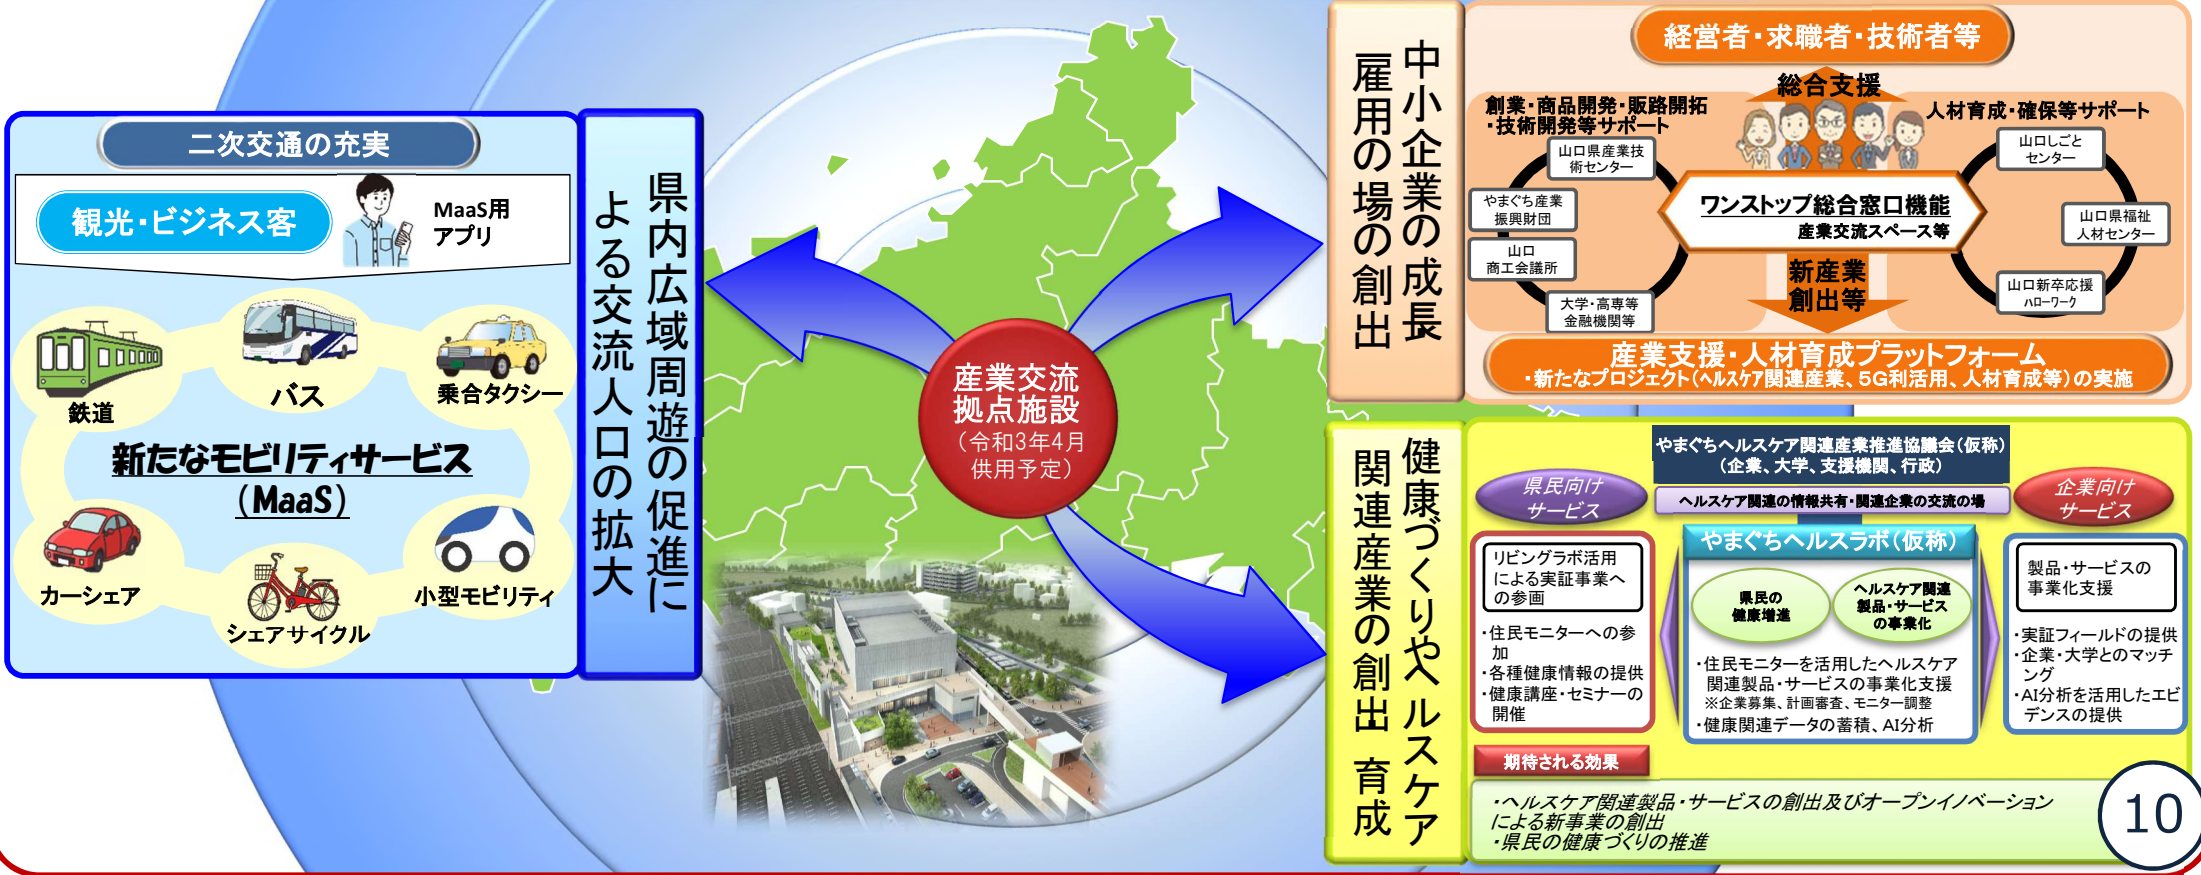 二次交通の充実
観光・ビジネス客
MaaS用
アプリ
鉄道
バス
乗合タクシー
新たなモビリティサービス
(MaaS)
カーシェア
シェアサイクル
小型モビリティ
県内広域周遊の促進に
よる交流人口の拡大
産業交流
拠点施設
（令和3年4月
供用予定）
中小企業の成長
雇用の場の創出
経営者・求職者・技術者等
総合支援
創業・商品開発・販路開拓
・技術開発等サポート
人材育成・確保等サポート
山口県産業技
術センター
やまぐち産業
振興財団
山口
商工会議所
大学・高専等
金融機関等
ワンストップ総合窓口機能
産業交流スペース等
新産業
創出等
山口しごと
センター
山口県福祉
人材センター
山口新卒応援
ハローワーク
産業支援・人材育成プラットフォーム
・新たなプロジェクト（ヘルスケア関連産業、5G利活用、人材育成等）の実施
健康づくりやヘルスケア
関連産業の創出 育成
やまぐちヘルスケア関連産業推進協議会（仮称）
（企業、大学、支援機関、行政）
ヘルスケア関連の情報共有・関連企業の交流の場
県民向け
サービス
リビングラボ活用
による実証事業へ
の参画
・住民モニターへの参
加
・各種健康情報の提供
・健康講座・セミナーの
開催
やまぐちヘルスラボ（仮称）
県民の
健康増進
ヘルスケア関連
製品・サービス
の事業化
・住民モニターを活用したヘルスケア
関連製品・サービスの事業化支援
※企業募集、計画審査、モニター調整
・健康関連データの蓄積、AI分析
企業向け
サービス
製品・サービスの
事業化支援
・実証フィールドの提供
・企業・大学とのマッチ
ング
・AI分析を活用したエビ
デンスの提供
期待される効果
・ヘルスケア関連製品・サービスの創出及びオープンイノベーション
による新事業の創出
・県民の健康づくりの推進
10